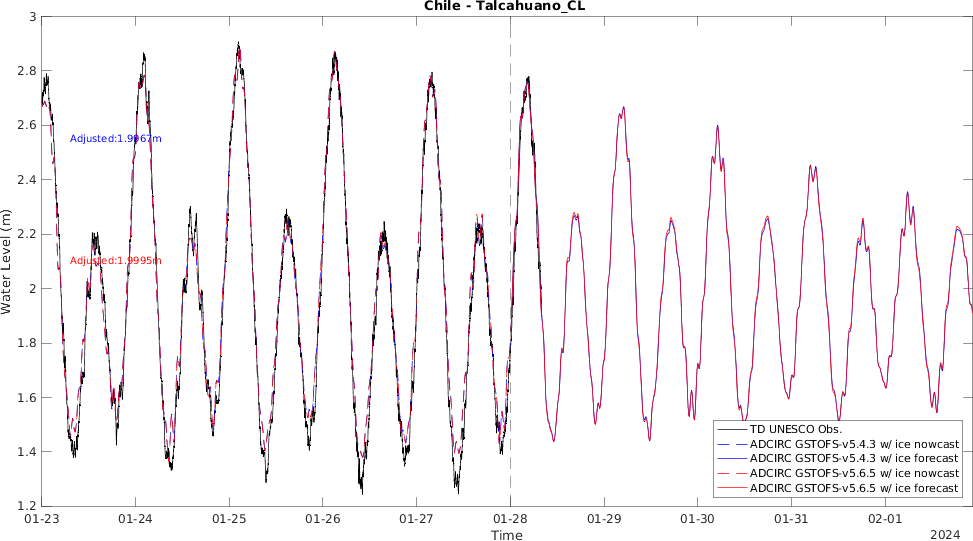 Chile - Talcahuano_CL
3
2.8
2.6
2.4
2.2
2
1.8
1.6
1.4
1.2
Water Level (m)
Adjusted:1.9967m
Adjusted:1.9995m
TD UNESCO Obs.
ADCIRC GSTOFS-v5.4.3 w/ ice nowcast
ADCIRC GSTOFS-v5.4.3 w/ ice forecast
ADCIRC GSTOFS-v5.6.5 w/ ice nowcast
ADCIRC GSTOFS-v5.6.5 w/ ice forecast
01-23 01-24 01-25 01-26 01-27 01-28 01-29 01-30 01-31 02-01
Time
2024